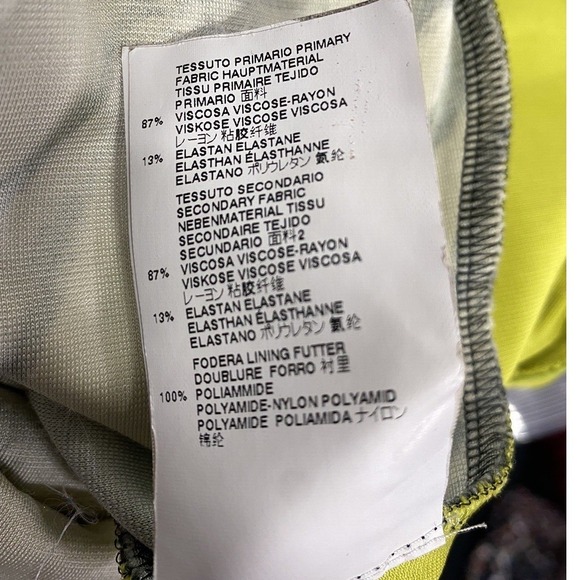 TESSUTO PRIMARIO PRIMARY
FABRIC HAUPTMATERIAL
TISSU PRIMAIRE TEJIDO
PRIMARIO 面料
87% VISCOSA VISCOSE-RAYON
VISKOSE VISCOSE VISCOSA
レーヨン 粘胶纤维
13% ELASTAN ELASTANE
ELASTHAN ÉLASTHANNE
ELASTANO ポリウレタン 氨纶
TESSUTO SECONDARIO
SECONDARY FABRIC
NEBENMATERIAL TISSU
SECONDAIRE TEJIDO
SECUNDARIO 面料2
87% VISCOSA VISCOSE-RAYON
VISKOSE VISCOSE VISCOSA
レーヨン 粘胶纤维
13% ELASTAN ELASTANE
ELASTHAN ÉLASTHANNE
ELASTANO ポリウレタン 氨纶
FODERA LINING FUTTER
DOUBLURE FORRO 衬里
100% POLIAMMIDE
POLYAMIDE-NYLON POLYAMID
POLYAMIDE POLIAMIDA ナイロン
锦纶